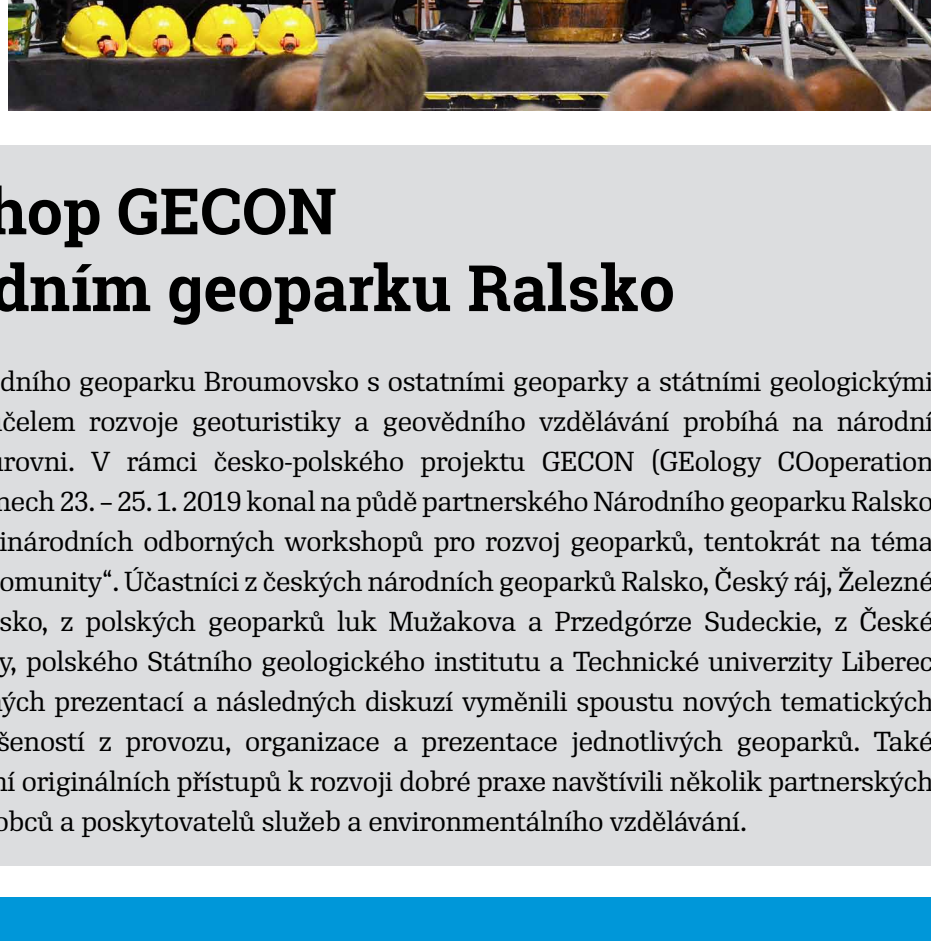 hop GECON
dním geoparku Ralsko
dního geoparku Broumovsko s ostatními geoparky a státními geologickými
účelem rozvoje geoturistiky a geovědního vzdělávání probíhá na národní
úrovni. V rámci česko-polského projektu GECON (GEology COoperation
nech 23. – 25. 1. 2019 konal na půdě partnerského Národního geoparku Ralsko
inárodních odborných workshopů pro rozvoj geoparků, tentokrát na téma
omunity“. Účastníci z českých národních geoparků Ralsko, Český ráj, Železné
sko, z polských geoparků luk Mužakova a Przedgórze Sudeckie, z České
y, polského Státního geologického institutu a Technické univerzity Liberec
ých prezentací a následných diskuzí vyměnili spoustu nových tematických
šeností z provozu, organizace a prezentace jednotlivých geoparků. Také
ní originálních přístupů k rozvoji dobré praxe navštívili několik partnerských
obců a poskytovatelů služeb a environmentálního vzdělávání.